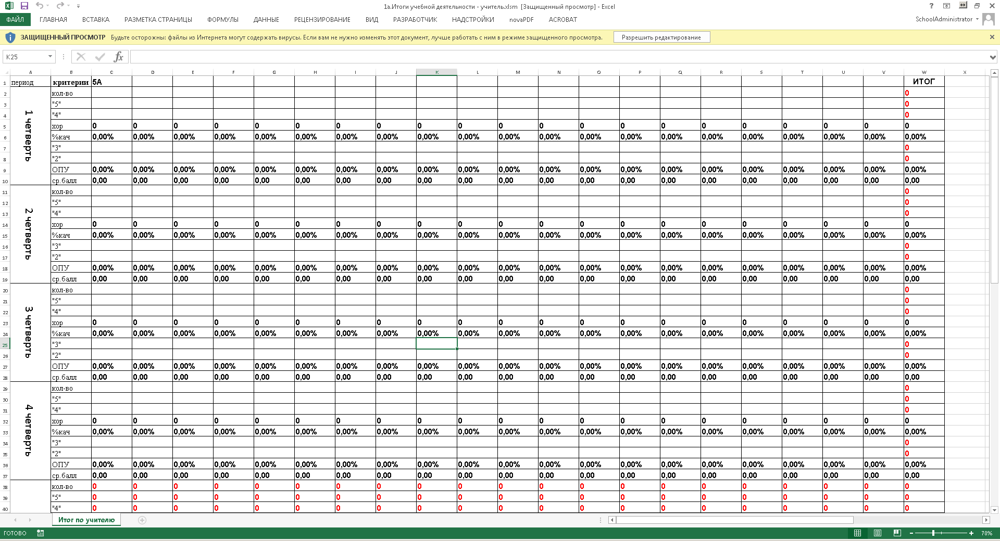 1а.Итоги учебной деятельности - учитель.xlsm [Защищенный просмотр] - Excel
ФАЙЛ ГЛАВНАЯ ВСТАВКА РАЗМЕТКА СТРАНИЦЫ ФОРМУЛЫ ДАННЫЕ РЕЦЕНЗИРОВАНИЕ ВИД РАЗРАБОТЧИК НАДСТРОЙКИ novaPDF ACROBAT SchoolAdministrator
ЗАЩИЩЕННЫЙ ПРОСМОТР Будьте осторожны: файлы из Интернета могут содержать вирусы. Если вам не нужно изменять этот документ, лучше работать с ним в режиме защищенного просмотра. Разрешить редактирование
K25 fx
A B C D E F G H I J K L M N O P Q R S T U V W X
1 период критерии 5А ИТОГ
1 четверть
2 кол-во 0
3 "5" 0
4 "4" 0
5 хор 0 0 0 0 0 0 0 0 0 0 0 0 0 0 0 0 0 0 0 0 0
6 %кач 0,00% 0,00% 0,00% 0,00% 0,00% 0,00% 0,00% 0,00% 0,00% 0,00% 0,00% 0,00% 0,00% 0,00% 0,00% 0,00% 0,00% 0,00% 0,00% 0,00% 0,00%
7 "3" 0
8 "2" 0
9 ОПУ 0,00% 0,00% 0,00% 0,00% 0,00% 0,00% 0,00% 0,00% 0,00% 0,00% 0,00% 0,00% 0,00% 0,00% 0,00% 0,00% 0,00% 0,00% 0,00% 0,00% 0,00%
10 ср.балл 0,00 0,00 0,00 0,00 0,00 0,00 0,00 0,00 0,00 0,00 0,00 0,00 0,00 0,00 0,00 0,00 0,00 0,00 0,00 0,00 0,00
2 четверть
11 кол-во 0
12 "5" 0
13 "4" 0
14 хор 0 0 0 0 0 0 0 0 0 0 0 0 0 0 0 0 0 0 0 0 0
15 %кач 0,00% 0,00% 0,00% 0,00% 0,00% 0,00% 0,00% 0,00% 0,00% 0,00% 0,00% 0,00% 0,00% 0,00% 0,00% 0,00% 0,00% 0,00% 0,00% 0,00% 0,00%
16 "3" 0
17 "2" 0
18 ОПУ 0,00% 0,00% 0,00% 0,00% 0,00% 0,00% 0,00% 0,00% 0,00% 0,00% 0,00% 0,00% 0,00% 0,00% 0,00% 0,00% 0,00% 0,00% 0,00% 0,00% 0,00%
19 ср.балл 0,00 0,00 0,00 0,00 0,00 0,00 0,00 0,00 0,00 0,00 0,00 0,00 0,00 0,00 0,00 0,00 0,00 0,00 0,00 0,00 0,00
3 четверть
20 кол-во 0
21 "5" 0
22 "4" 0
23 хор 0 0 0 0 0 0 0 0 0 0 0 0 0 0 0 0 0 0 0 0 0
24 %кач 0,00% 0,00% 0,00% 0,00% 0,00% 0,00% 0,00% 0,00% 0,00% 0,00% 0,00% 0,00% 0,00% 0,00% 0,00% 0,00% 0,00% 0,00% 0,00% 0,00% 0,00%
25 "3" 0
26 "2" 0
27 ОПУ 0,00% 0,00% 0,00% 0,00% 0,00% 0,00% 0,00% 0,00% 0,00% 0,00% 0,00% 0,00% 0,00% 0,00% 0,00% 0,00% 0,00% 0,00% 0,00% 0,00% 0,00%
28 ср.балл 0,00 0,00 0,00 0,00 0,00 0,00 0,00 0,00 0,00 0,00 0,00 0,00 0,00 0,00 0,00 0,00 0,00 0,00 0,00 0,00 0,00
4 четверть
29 кол-во 0
30 "5" 0
31 "4" 0
32 хор 0 0 0 0 0 0 0 0 0 0 0 0 0 0 0 0 0 0 0 0 0
33 %кач 0,00% 0,00% 0,00% 0,00% 0,00% 0,00% 0,00% 0,00% 0,00% 0,00% 0,00% 0,00% 0,00% 0,00% 0,00% 0,00% 0,00% 0,00% 0,00% 0,00% 0,00%
34 "3" 0
35 "2" 0
36 ОПУ 0,00% 0,00% 0,00% 0,00% 0,00% 0,00% 0,00% 0,00% 0,00% 0,00% 0,00% 0,00% 0,00% 0,00% 0,00% 0,00% 0,00% 0,00% 0,00% 0,00% 0,00%
37 ср.балл 0,00 0,00 0,00 0,00 0,00 0,00 0,00 0,00 0,00 0,00 0,00 0,00 0,00 0,00 0,00 0,00 0,00 0,00 0,00 0,00 0,00
38 кол-во 0 0 0 0 0 0 0 0 0 0 0 0 0 0 0 0 0 0 0 0 0
39 "5" 0 0 0 0 0 0 0 0 0 0 0 0 0 0 0 0 0 0 0 0 0
40 "4" 0 0 0 0 0 0 0 0 0 0 0 0 0 0 0 0 0 0 0 0 0
Итог по учителю
ГОТОВО 70%